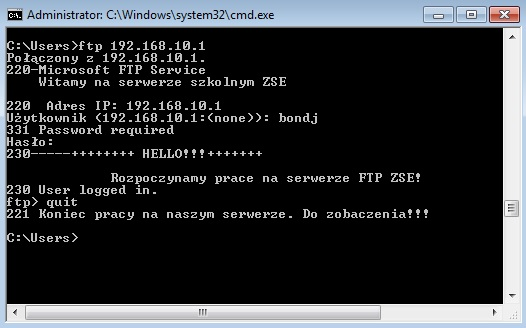 Administrator: C:\Windows\system32\cmd.exe
C:\Users>ftp 192.168.10.1
Połączony z 192.168.10.1.
220-Microsoft FTP Service
Witamy na serwerze szkolnym ZSE
220  Adres IP: 192.168.10.1
Użytkownik (192.168.10.1:(none)): bondj
331 Password required
Hasło:
230-----++++++++ HELLO!!!+++++++
Rozpoczynamy prace na serwerze FTP ZSE!
230 User logged in.
ftp> quit
221 Koniec pracy na naszym serwerze. Do zobaczenia!!!
C:\Users>